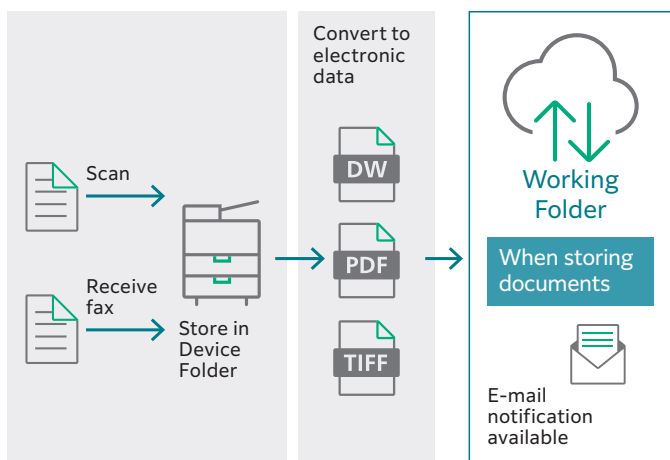 Scan
Receive
fax
Store in
Device
Folder
Convert to
electronic
data
DW
PDF
TIFF
Working
Folder
When storing
documents
E-mail
notification
available